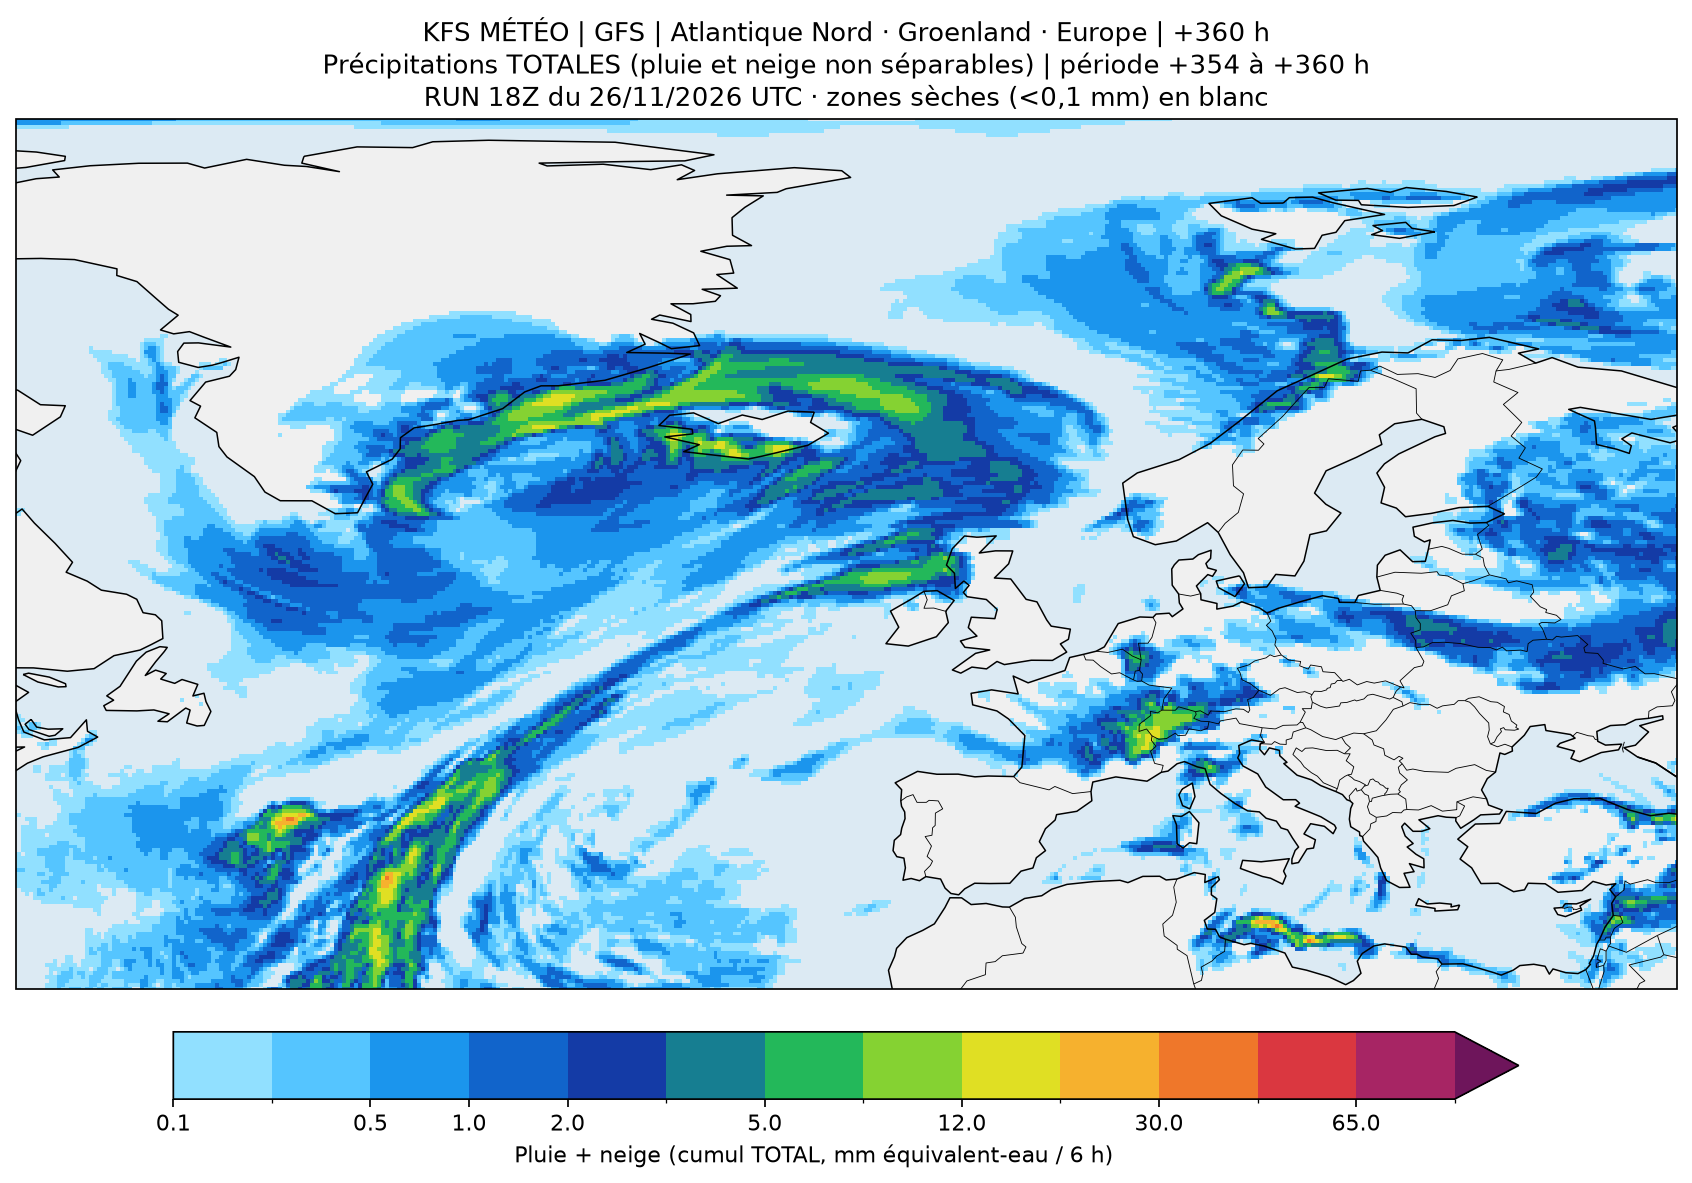 KFS MÉTÉO | GFS | Atlantique Nord · Groenland · Europe | +360 h
Précipitations TOTALES (pluie et neige non séparables) | période +354 à +360 h
RUN 18Z du 26/11/2026 UTC · zones sèches (<0,1 mm) en blanc
0.1 0.5 1.0 2.0 5.0 12.0 30.0 65.0
Pluie + neige (cumul TOTAL, mm équivalent-eau / 6 h)